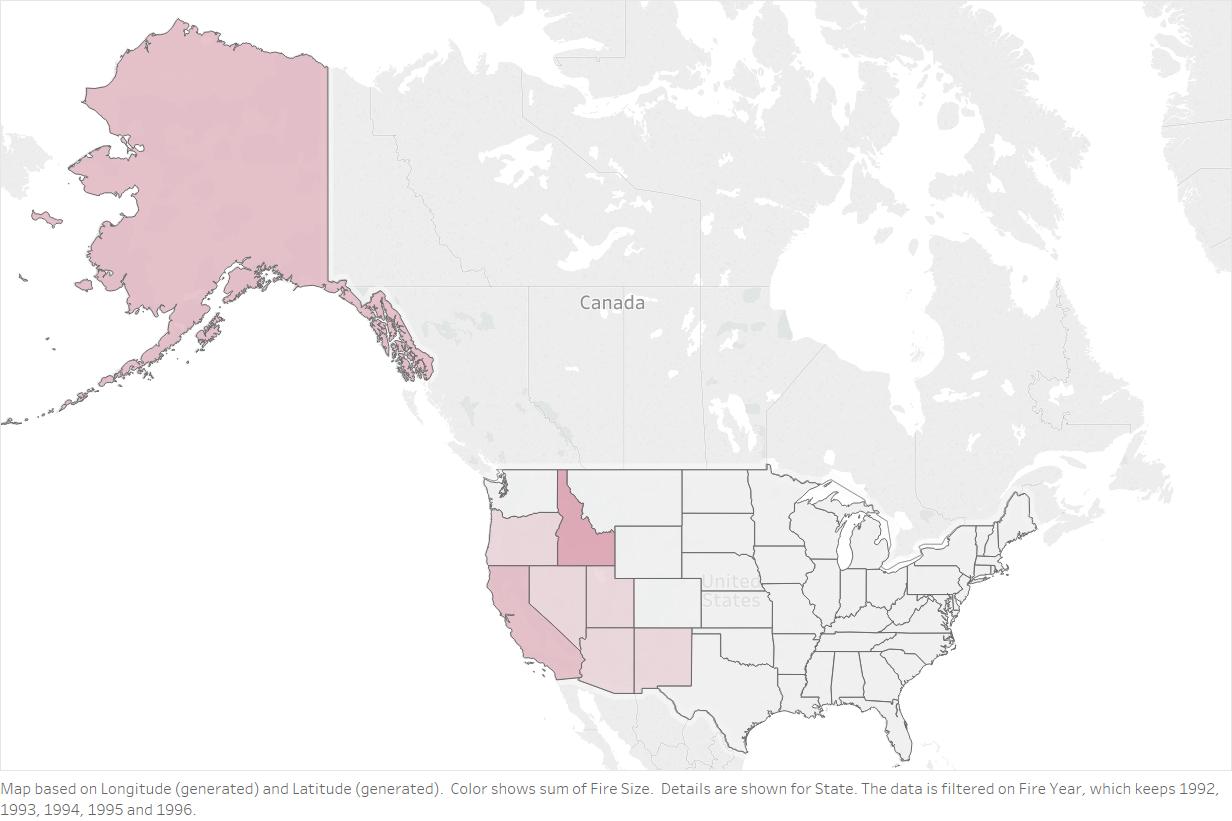 Canada
United
States
Map based on Longitude (generated) and Latitude (generated).  Color shows sum of Fire Size.  Details are shown for State. The data is filtered on Fire Year, which keeps 1992,
1993, 1994, 1995 and 1996.